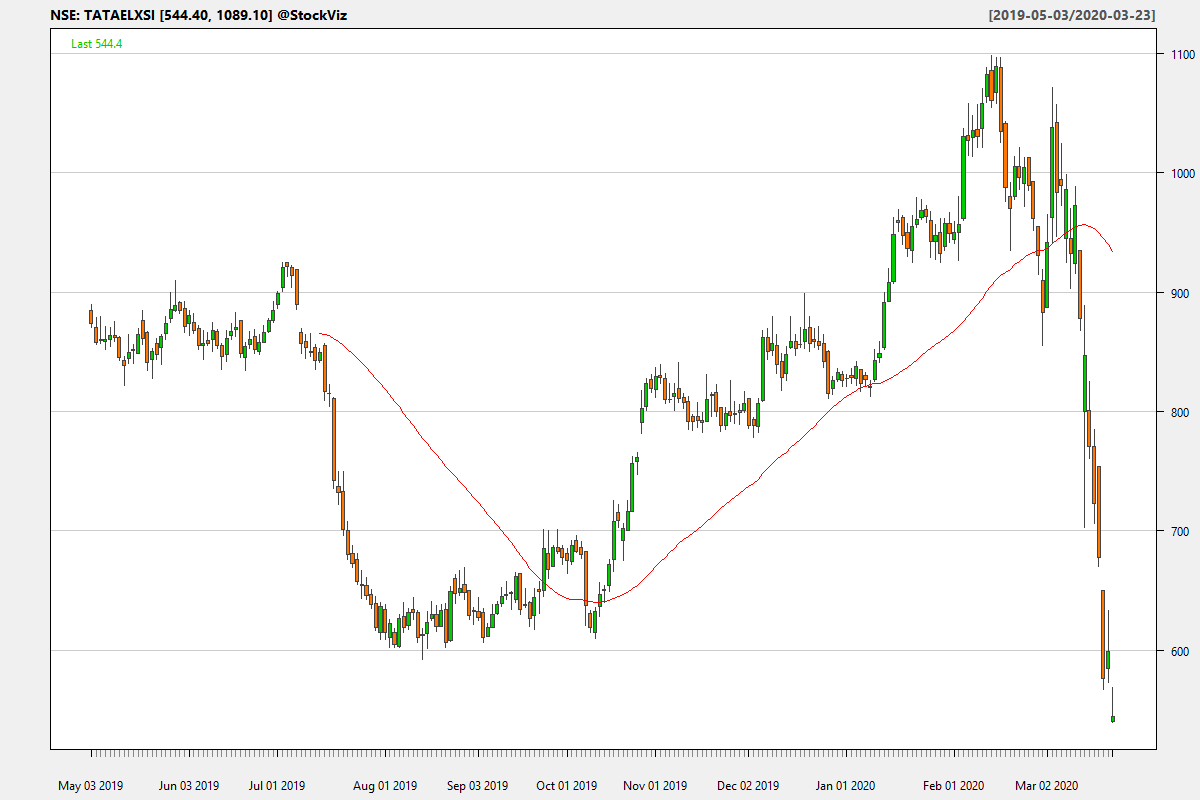 NSE: TATAELXSI [544.40, 1089.10] @StockViz [2019-05-03/2020-03-23]
Last 544.4
1100
1000
900
800
700
600
May 03 2019 Jun 03 2019 Jul 01 2019 Aug 01 2019 Sep 03 2019 Oct 01 2019 Nov 01 2019 Dec 02 2019 Jan 01 2020 Feb 01 2020 Mar 02 2020